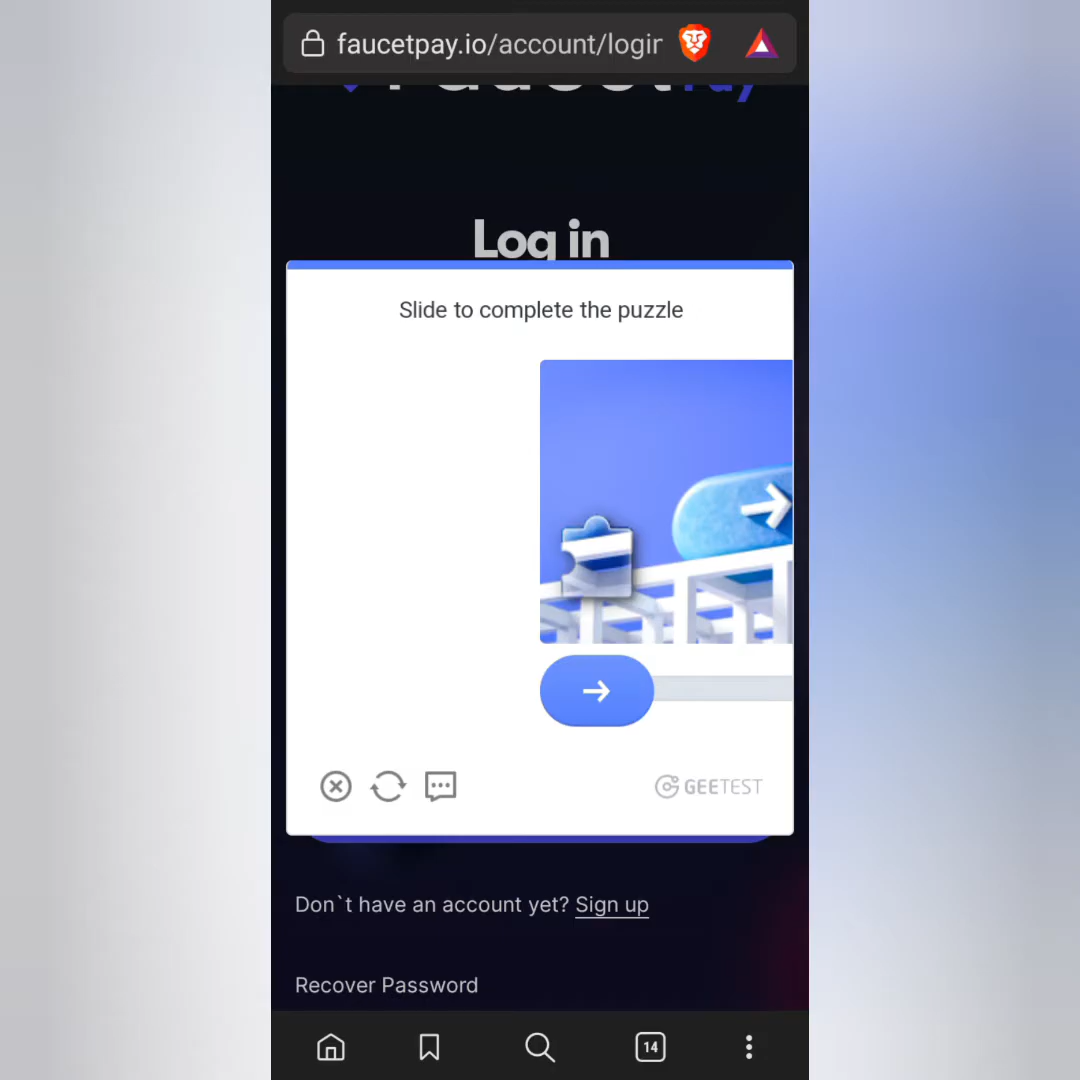 faucetpay.io/account/login
Log in
Slide to complete the puzzle
GEETEST
Don`t have an account yet? Sign up
Recover Password
14